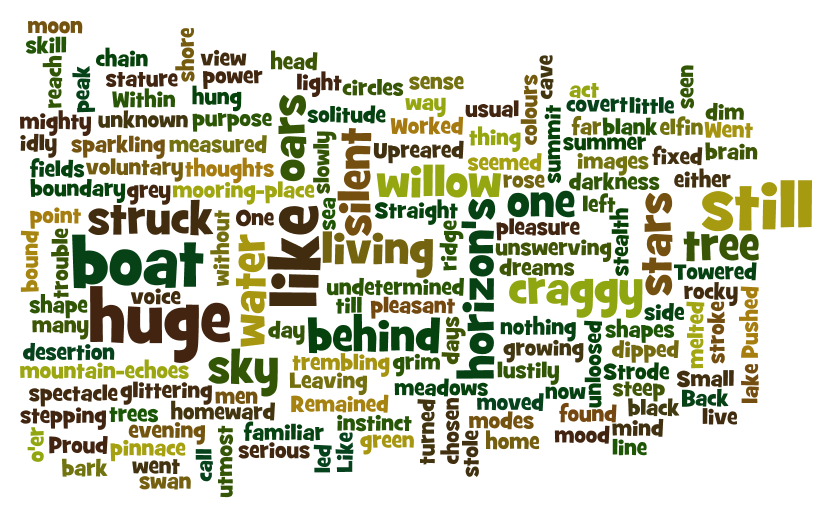 moon
skill
chain
shore
view
head
reach
peak
stature
power
light
circles
sense
colours
cave
seen
Within
hung
oars
solitude
way
usual
act
covert
little
dim
mighty
unknown
purpose
Worked
far
blank
elfin
Went
idly
sparkling
measured
slowly
silent
Upreared
thing
summit
summer
images
fixed
brain
fields
voluntary
thoughts
seemed
boundary
grey
mooring-place
willow
rose
darkness
either
point
struck
without
One
like
sea
Straight
horizon's
one
left
stealth
stars
still
bound
trouble
boat
water
living
ridge
pleasure
unswerving
tree
dreams
Towered
huge
voice
undetermined
craggy
rocky
shape
till
pleasant
side
many
day
behind
days
nothing
shapes
melted
stroke
Pushed
desertion
growing
dipped
mountain-echoes
sky
trembling
grim
lustily
unloosed
Strode
Small
lake
spectacle
glittering
men
Leaving
meadows
moved
now
steep
Back
stepping
trees
homeward
Remained
turned
chosen
modes
found
black
live
o'er
Proud
evening
familiar
instinct
stole
mood
mind
pinnace
call
utmost
serious
led
Like
green
home
line
bark
went
swan